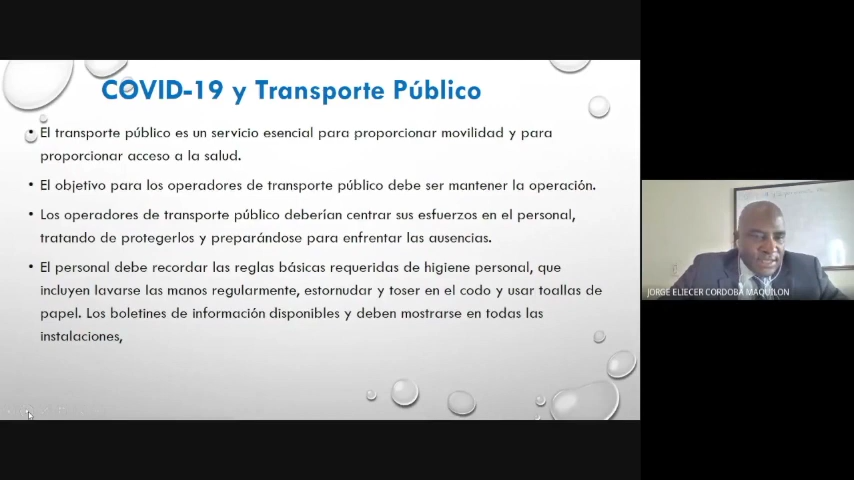 COVID-19 y Transporte Público
• El transporte público es un servicio esencial para proporcionar movilidad y para
proporcionar acceso a la salud.
• El objetivo para los operadores de transporte público debe ser mantener la operación.
• Los operadores de transporte público deberían centrar sus esfuerzos en el personal,
tratando de protegerlos y preparándose para enfrentar las ausencias.
• El personal debe recordar las reglas básicas requeridas de higiene personal, que
incluyen lavarse las manos regularmente, estornudar y toser en el codo y usar toallas de
papel. Los boletines de información disponibles y deben mostrarse en todas las
instalaciones,
JORGE ELIECER CORDOBA MAQUILON